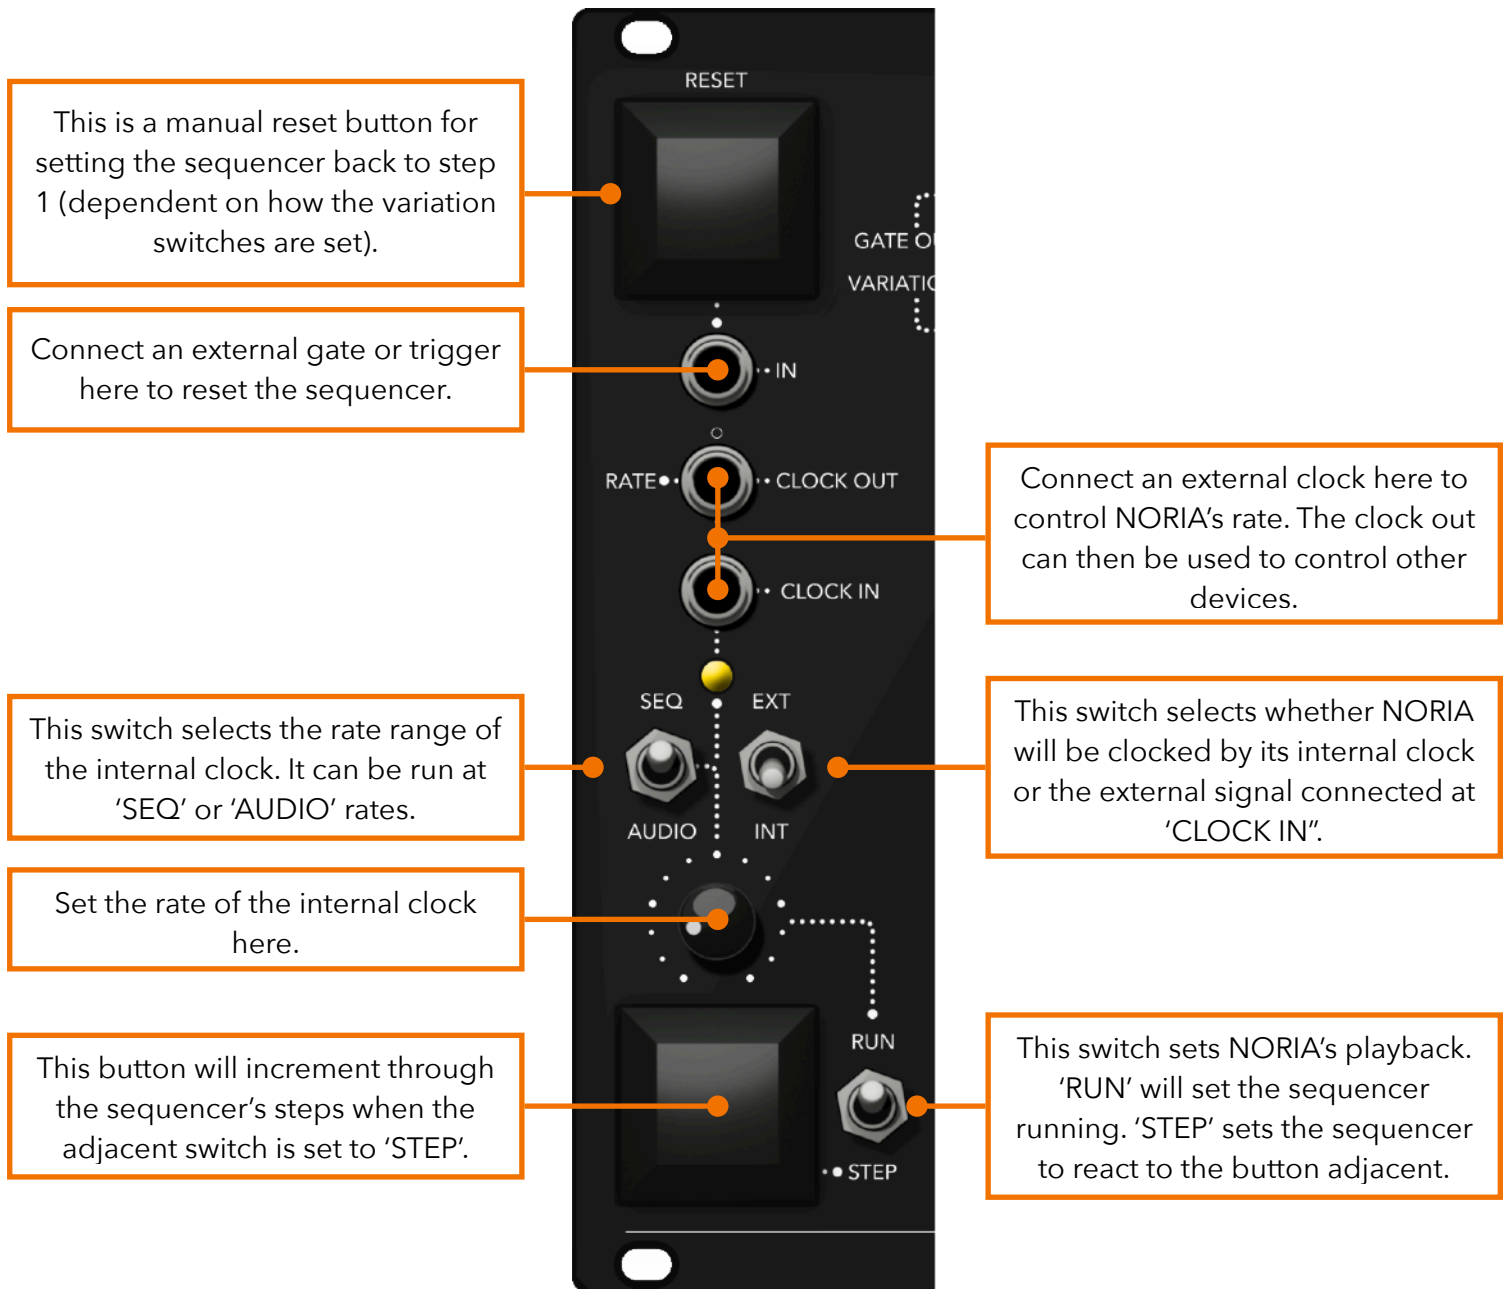 RESET
This is a manual reset button for
setting the sequencer back to step
1 (dependent on how the variation
switches are set).
GATE
Connect an external gate or trigger
here to reset the sequencer.
IN
RATE
CLOCK OUT
CLOCK IN
Connect an external clock here to
control NORIA’s rate. The clock out
can then be used to control other
devices.
This switch selects the rate range of
the internal clock. It can be run at
‘SEQ’ or ‘AUDIO’ rates.
SEQ
EXT
AUDIO
INT
This switch selects whether NORIA
will be clocked by its internal clock
or the external signal connected at
‘CLOCK IN”.
Set the rate of the internal clock
here.
This button will increment through
the sequencer’s steps when the
adjacent switch is set to ‘STEP’.
RUN
STEP
This switch sets NORIA’s playback.
‘RUN’ will set the sequencer
running. ‘STEP’ sets the sequencer
to react to the button adjacent.